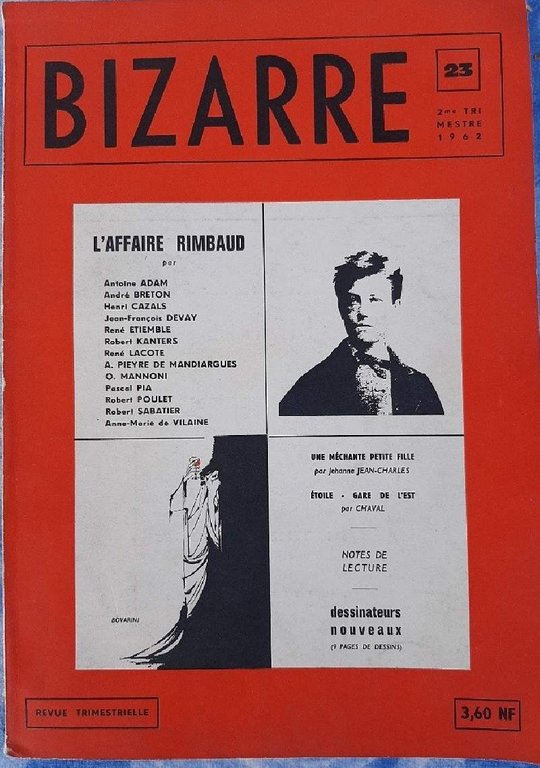 BIZARRE
23
2me TRI
MESTRE
1962
L'AFFAIRE RIMBAUD
par
Antoine ADAM
André BRETON
Henri CAZALS
Jean-François DEVAY
René ETIEMBLE
Robert KANTERS
René LACOTE
A. PIEYRE DE MANDIARGUES
O. MANNONI
Pascal PIA
Robert POULET
Robert SABATIER
Anne-Marie de VILAINE
UNE MÉCHANTE PETITE FILLE
par Jehanne JEAN-CHARLES
ÉTOILE - GARE DE L'EST
par CHAVAL
NOTES DE
LECTURE
dessinateurs
nouveaux
(9 PAGES DE DESSINS)
BOVARINI
REVUE TRIMESTRIELLE
3,60 NF